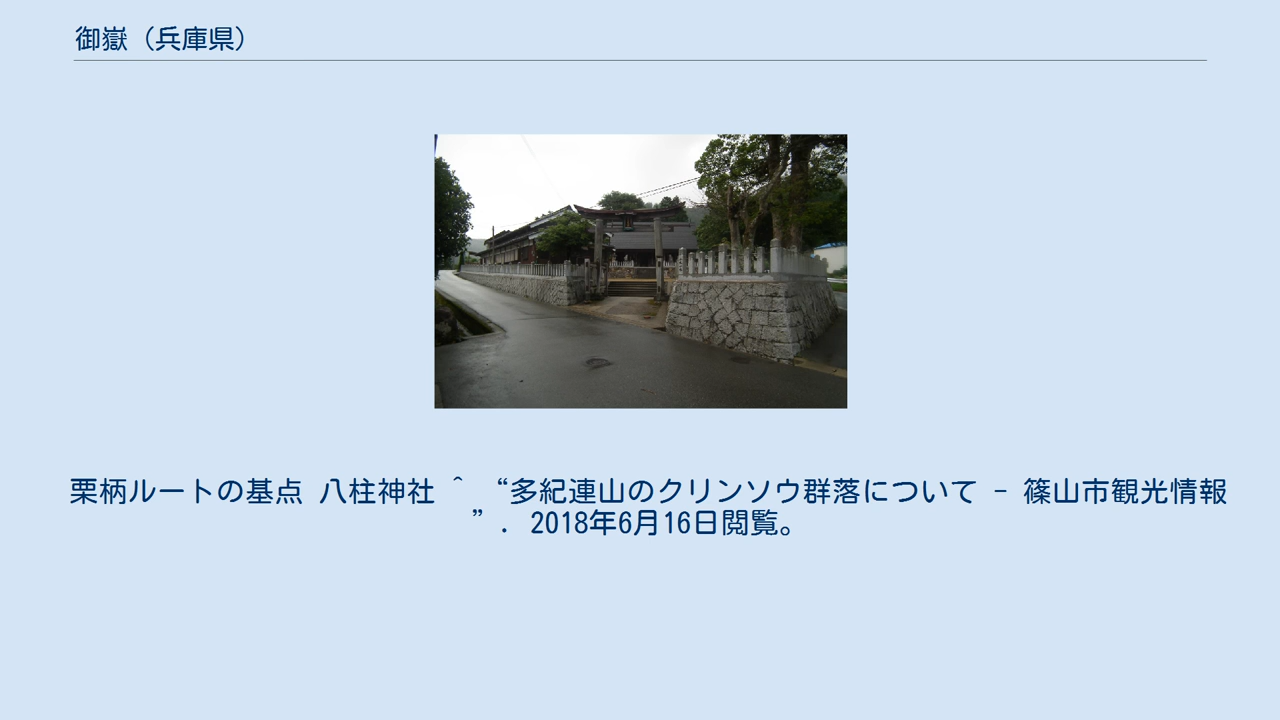 御嶽（兵庫県）
栗柄ルートの基点 八柱神社 ^ “多紀連山のクリンソウ群落について - 篠山市観光情報
”. 2018年6月16日閲覧。